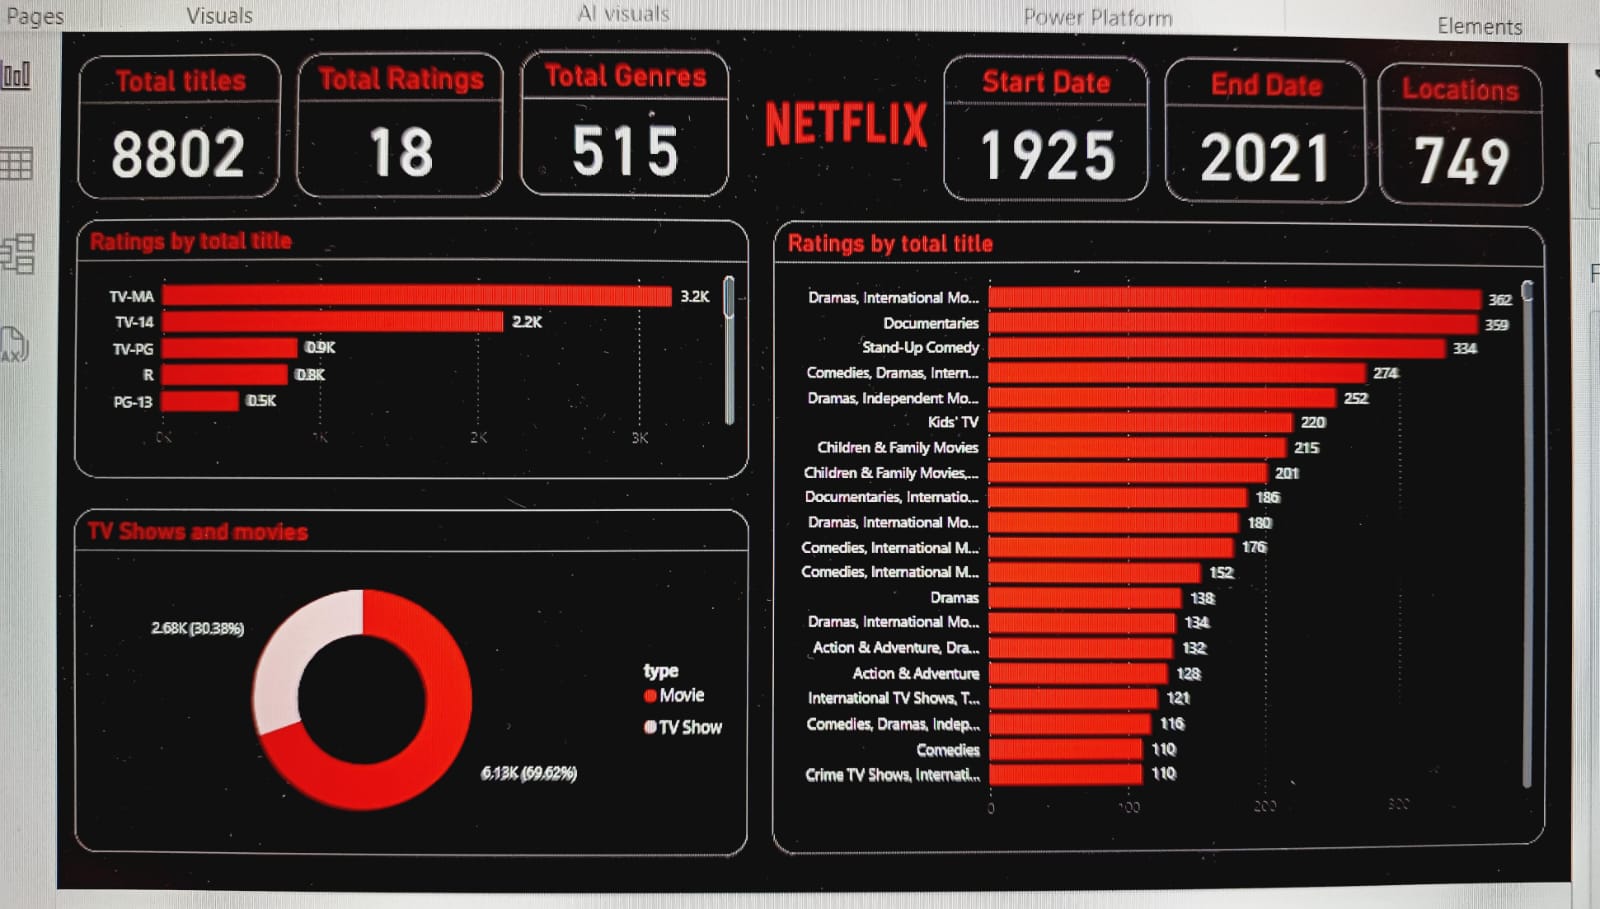 Pages
Visuals
AI visuals
Power Platform
Elements
Total titles
8802
Total Ratings
18
Total Genres
515
NETFLIX
Start Date
1925
End Date
2021
Locations
749
Ratings by total title
TV-MA 3.2K
TV-14 2.2K
TV-PG 0.9K
R 0.8K
PG-13 0.5K
0K 1K 2K 3K
TV Shows and movies
2.68K (30.38%)
6.13K (69.62%)
type
Movie
TV Show
Ratings by total title
Dramas, International Mo... 362
Documentaries 359
Stand-Up Comedy 334
Comedies, Dramas, Intern... 274
Dramas, Independent Mo... 252
Kids' TV 220
Children & Family Movies 215
Children & Family Movies,... 201
Documentaries, Internatio... 186
Dramas, International Mo... 180
Comedies, International M... 176
Comedies, International M... 152
Dramas 138
Dramas, International Mo... 134
Action & Adventure, Dra... 132
Action & Adventure 128
International TV Shows, T... 121
Comedies, Dramas, Indep... 116
Comedies 110
Crime TV Shows, Internati... 110
0 100 200 300